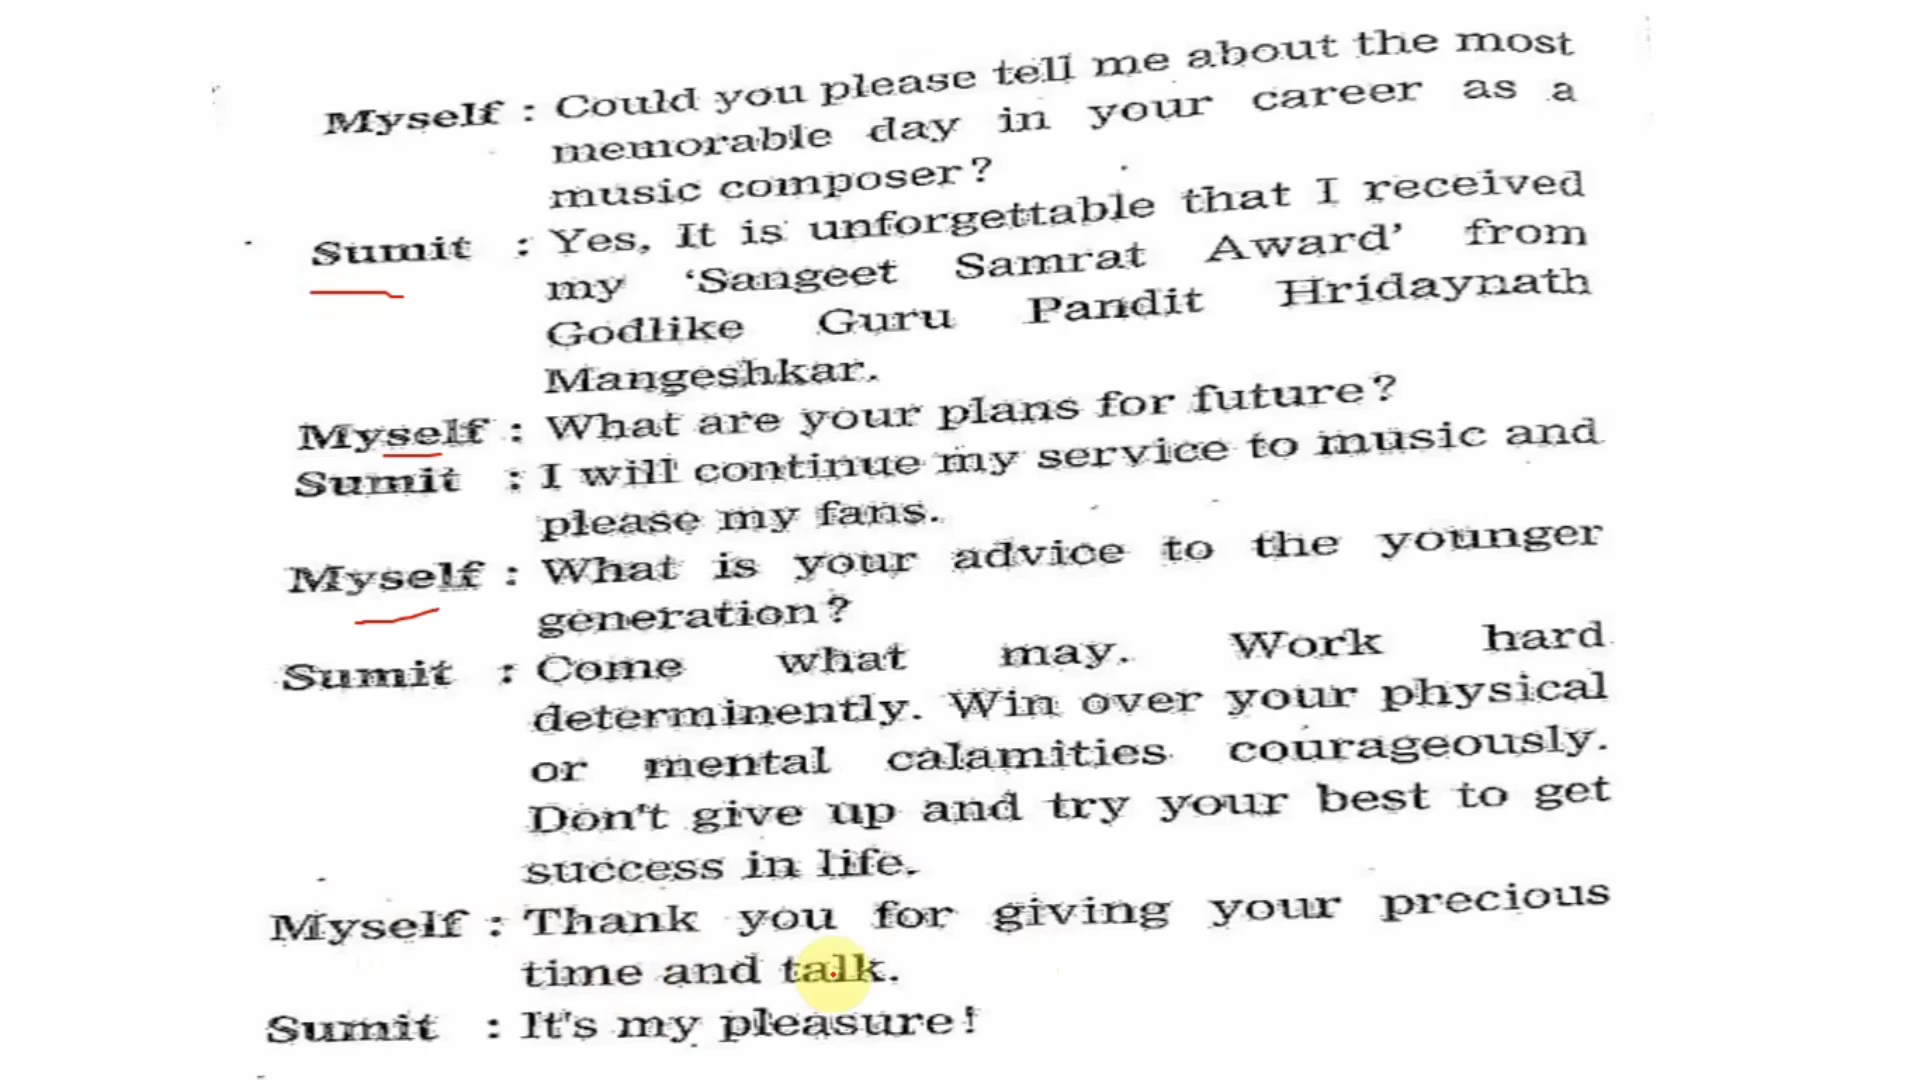 Myself : Could you please tell me about the most
memorable day in your career as a
music composer?
Sumit : Yes, It is unforgettable that I received
my ‘Sangeet Samrat Award’ from
Godlike Guru Pandit Hridaynath
Mangeshkar.
Myself : What are your plans for future?
Sumit : I will continue my service to music and
please my fans.
Myself : What is your advice to the younger
generation?
Sumit : Come what may. Work hard
determinently. Win over your physical
or mental calamities courageously.
Don't give up and try your best to get
success in life.
Myself : Thank you for giving your precious
time and talk.
Sumit : It's my pleasure!